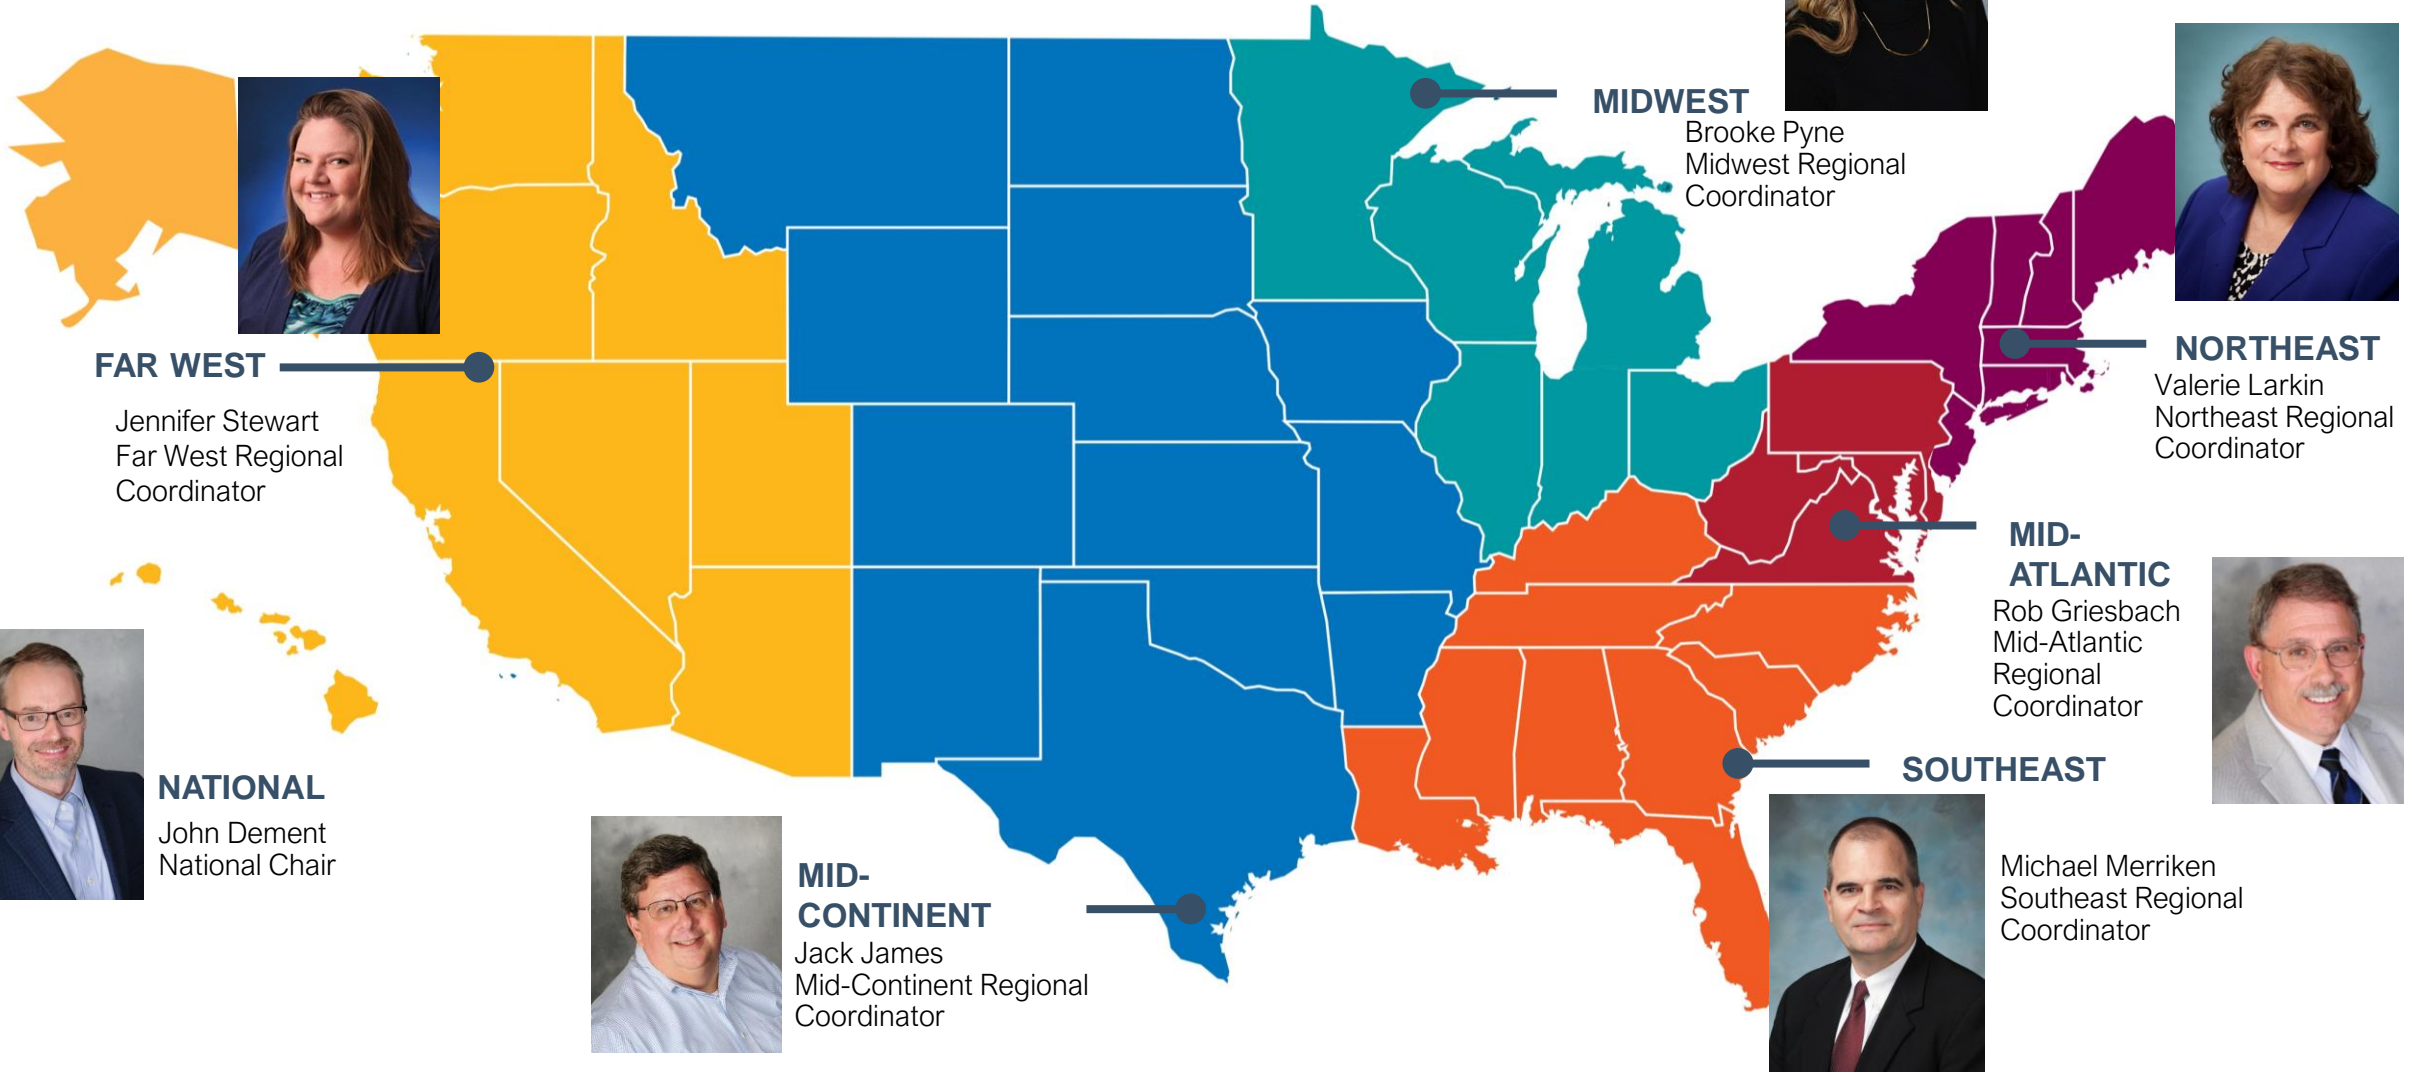 MIDWEST
Brooke Pyne
Midwest Regional
Coordinator
FAR WEST
Jennifer Stewart
Far West Regional
Coordinator
NORTHEAST
Valerie Larkin
Northeast Regional
Coordinator
MID-
ATLANTIC
Rob Griesbach
Mid-Atlantic
Regional
Coordinator
NATIONAL
John Dement
National Chair
SOUTHEAST
Michael Merriken
Southeast Regional
Coordinator
MID-
CONTINENT
Jack James
Mid-Continent Regional
Coordinator